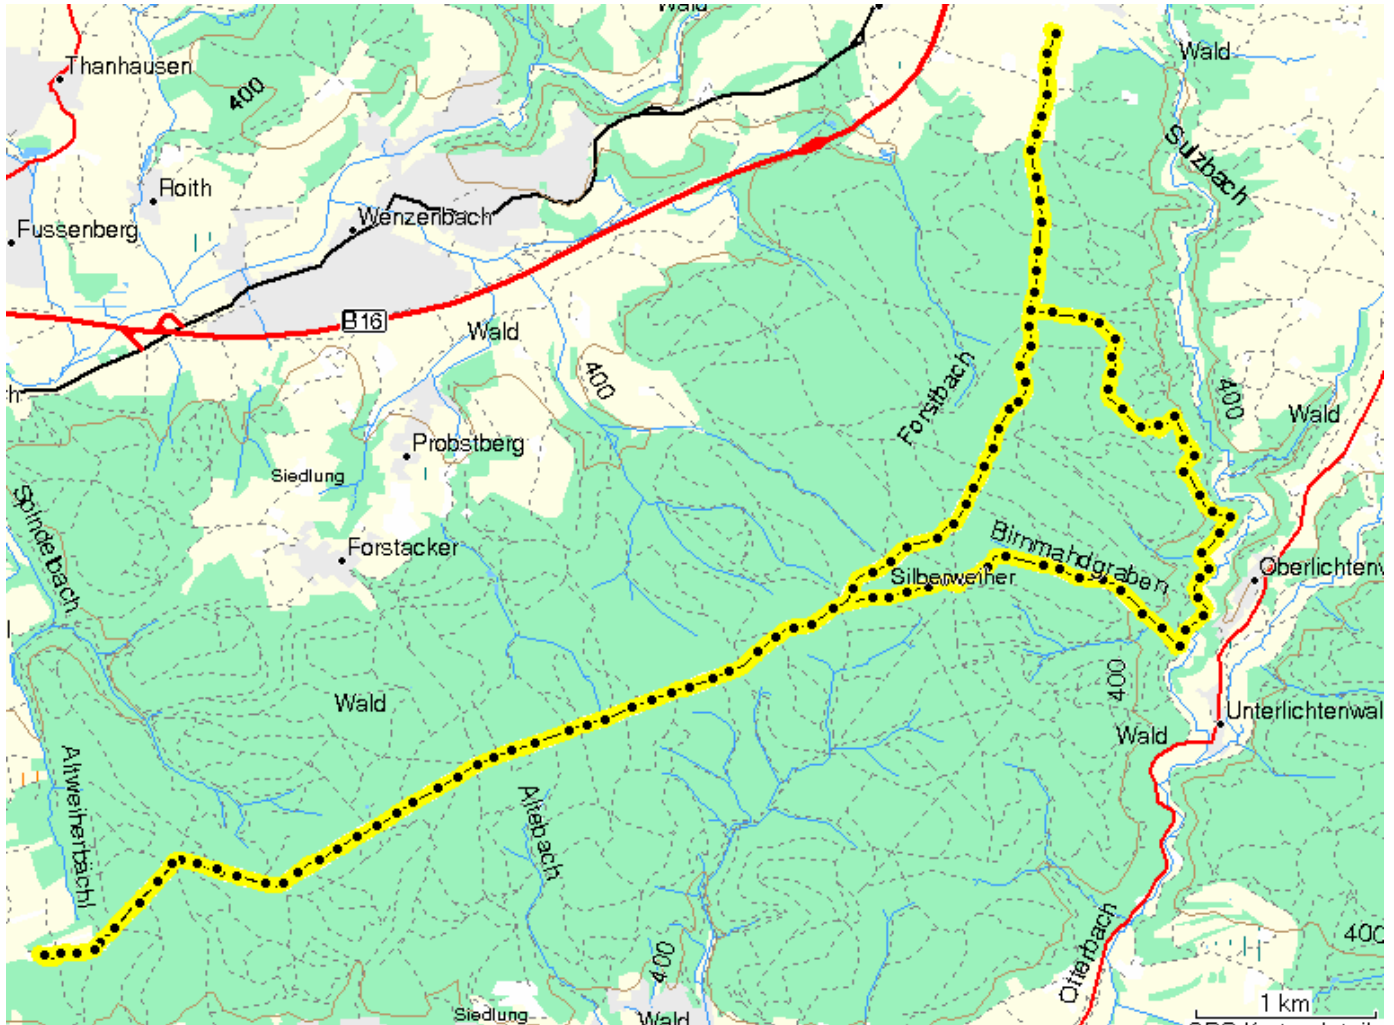 Wald
Thanhausen
Wald
400
Sulzbach
Roith
Wenzenbach
Fussenberg
B16
Wald
400
Forstbach
400
Wald
Probstberg
Siedlung
Spindelbach
Forstacker
Birnmahdgraben
Silberweiher
Oberlichtenw
400
Wald
Unterlichtenwal
Wald
Altweiherbachl
Altebach
Otterbach
400
400
1 km
Siedlung
Wald